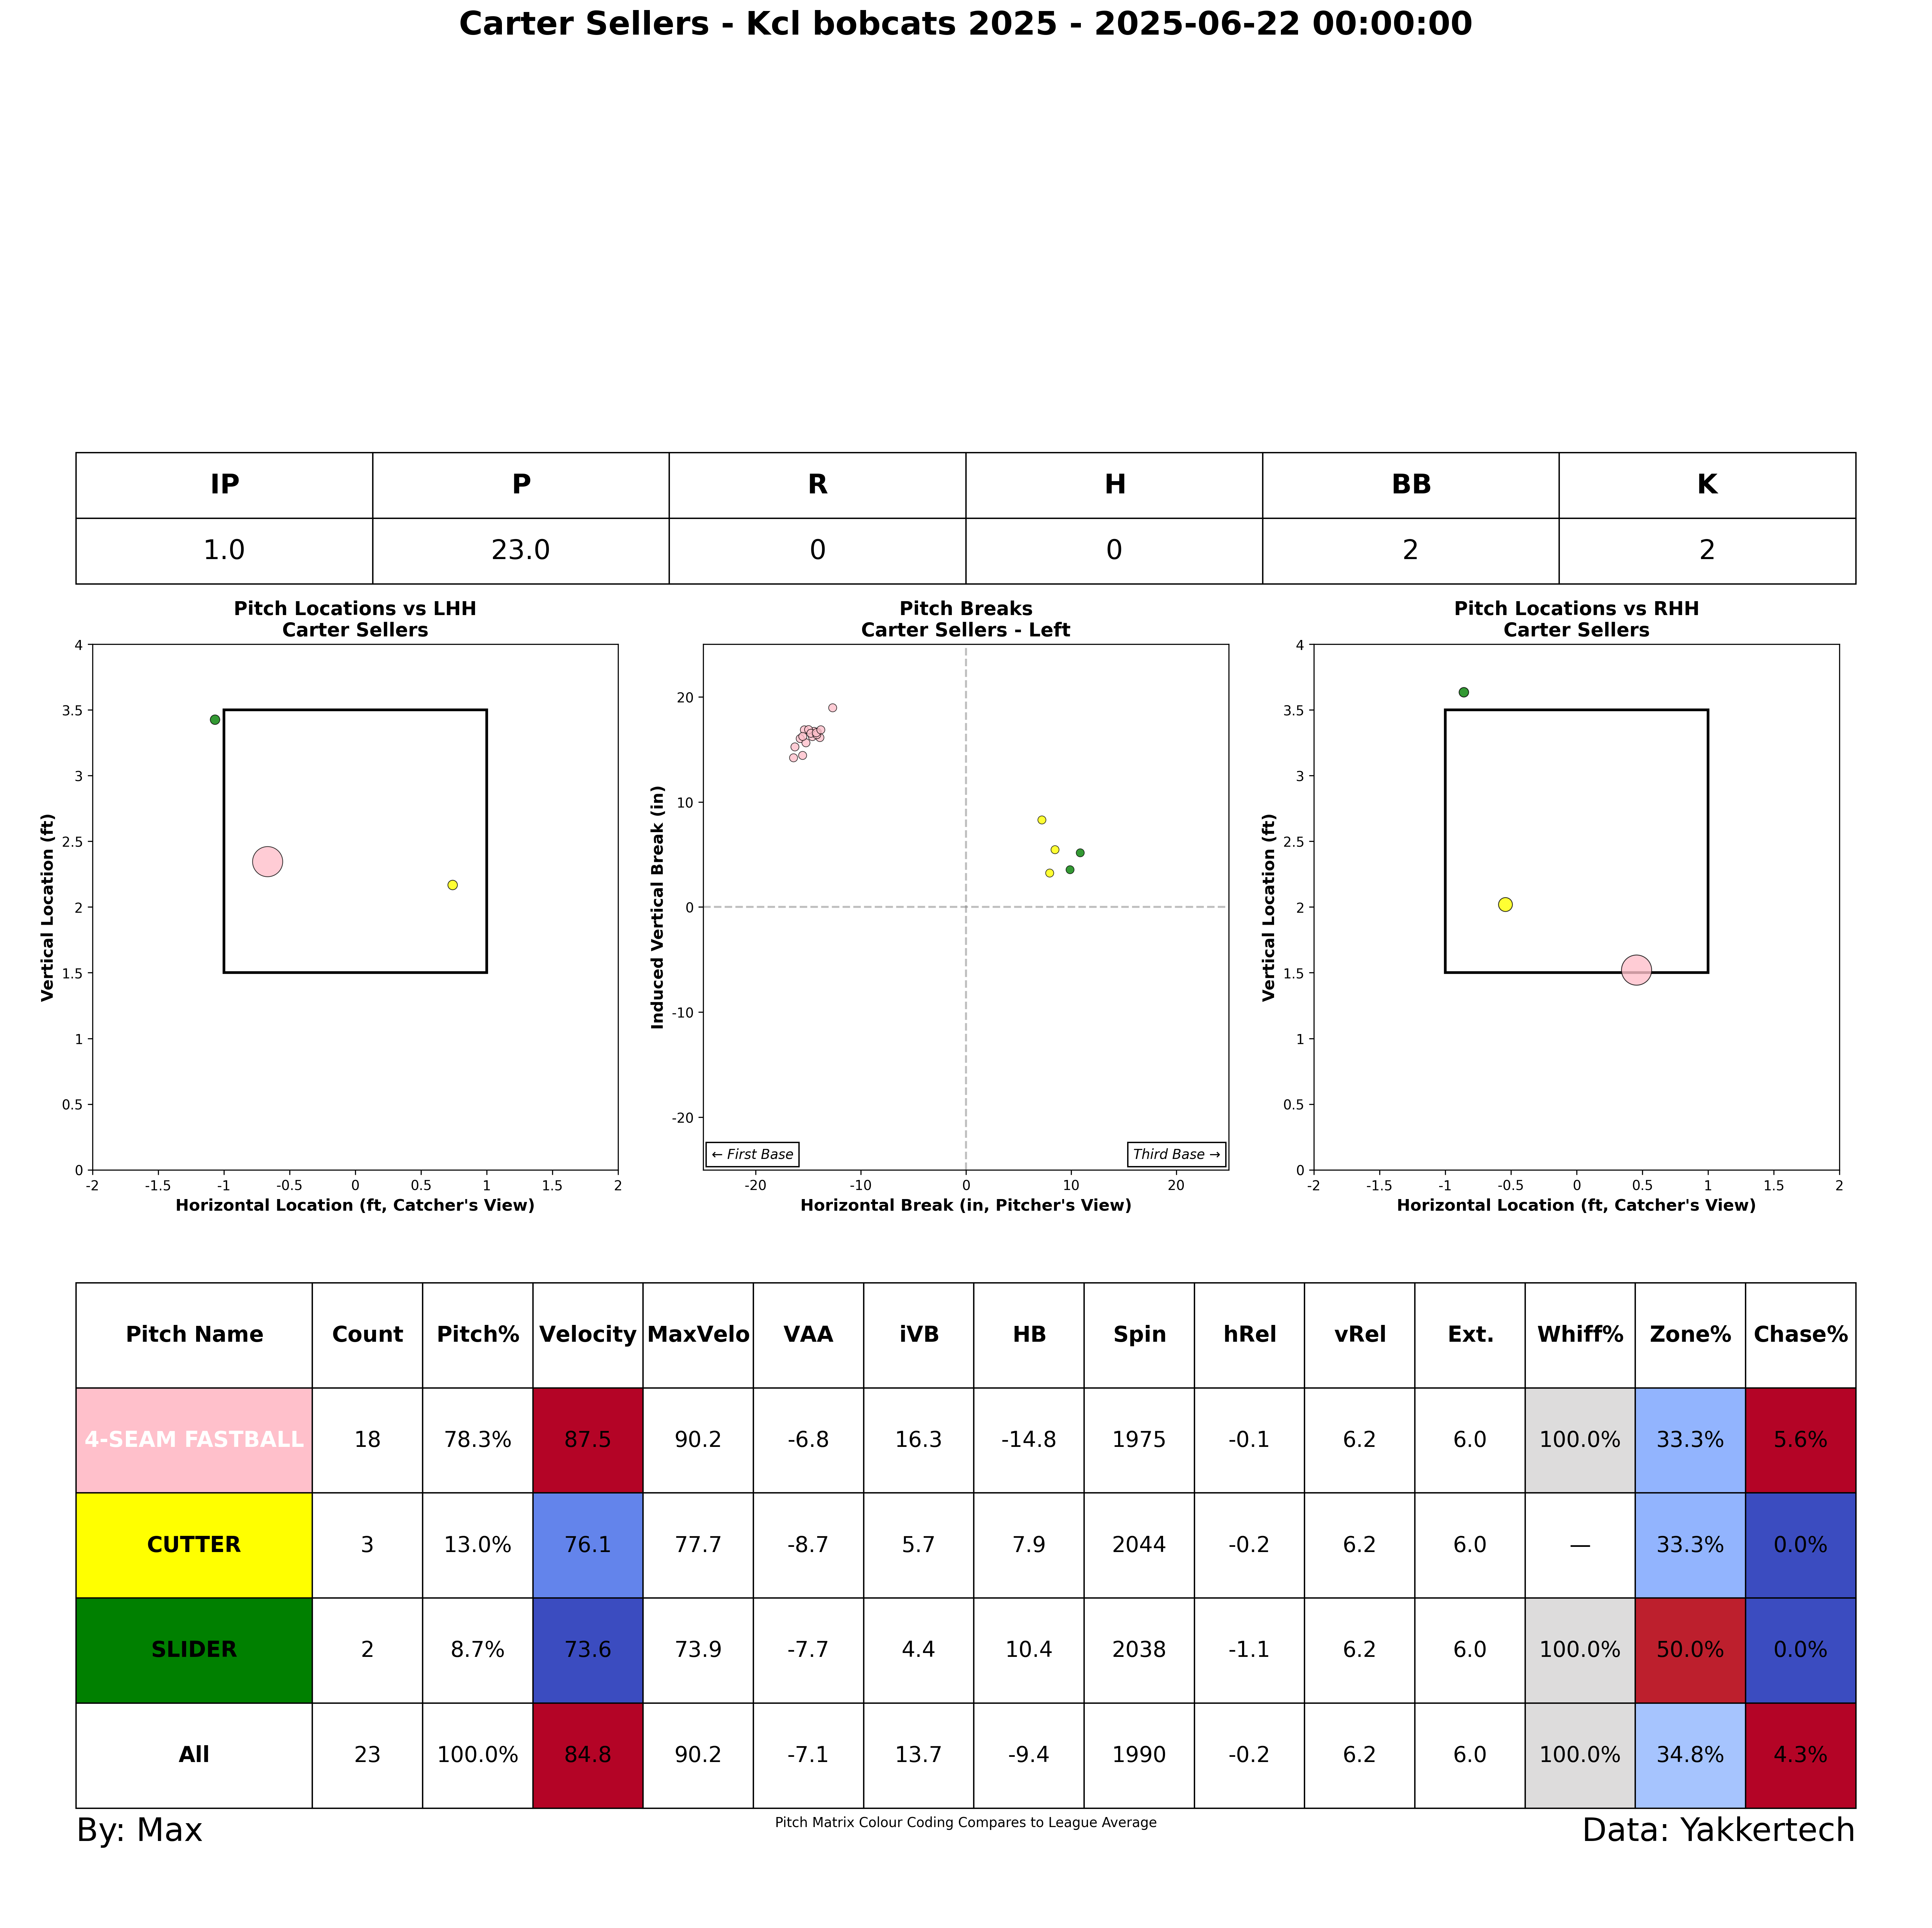 Carter Sellers - Kcl bobcats 2025 - 2025-06-22 00:00:00
IP P R H BB K
1.0 23.0 0 0 2 2
Pitch Locations vs LHH
Carter Sellers
4
3.5
3
2.5
2
1.5
1
0.5
0
-2 -1.5 -1 -0.5 0 0.5 1 1.5 2
Vertical Location (ft)
Horizontal Location (ft, Catcher's View)
Pitch Breaks
Carter Sellers - Left
20
10
0
-10
-20
← First Base
Third Base →
-20 -10 0 10 20
Induced Vertical Break (in)
Horizontal Break (in, Pitcher's View)
Pitch Locations vs RHH
Carter Sellers
4
3.5
3
2.5
2
1.5
1
0.5
0
-2 -1.5 -1 -0.5 0 0.5 1 1.5 2
Vertical Location (ft)
Horizontal Location (ft, Catcher's View)
Pitch Name Count Pitch% Velocity MaxVelo VAA iVB HB Spin hRel vRel Ext. Whiff% Zone% Chase%
4-SEAM FASTBALL 18 78.3% 87.5 90.2 -6.8 16.3 -14.8 1975 -0.1 6.2 6.0 100.0% 33.3% 5.6%
CUTTER 3 13.0% 76.1 77.7 -8.7 5.7 7.9 2044 -0.2 6.2 6.0 — 33.3% 0.0%
SLIDER 2 8.7% 73.6 73.9 -7.7 4.4 10.4 2038 -1.1 6.2 6.0 100.0% 50.0% 0.0%
All 23 100.0% 84.8 90.2 -7.1 13.7 -9.4 1990 -0.2 6.2 6.0 100.0% 34.8% 4.3%
By: Max
Pitch Matrix Colour Coding Compares to League Average
Data: Yakkertech